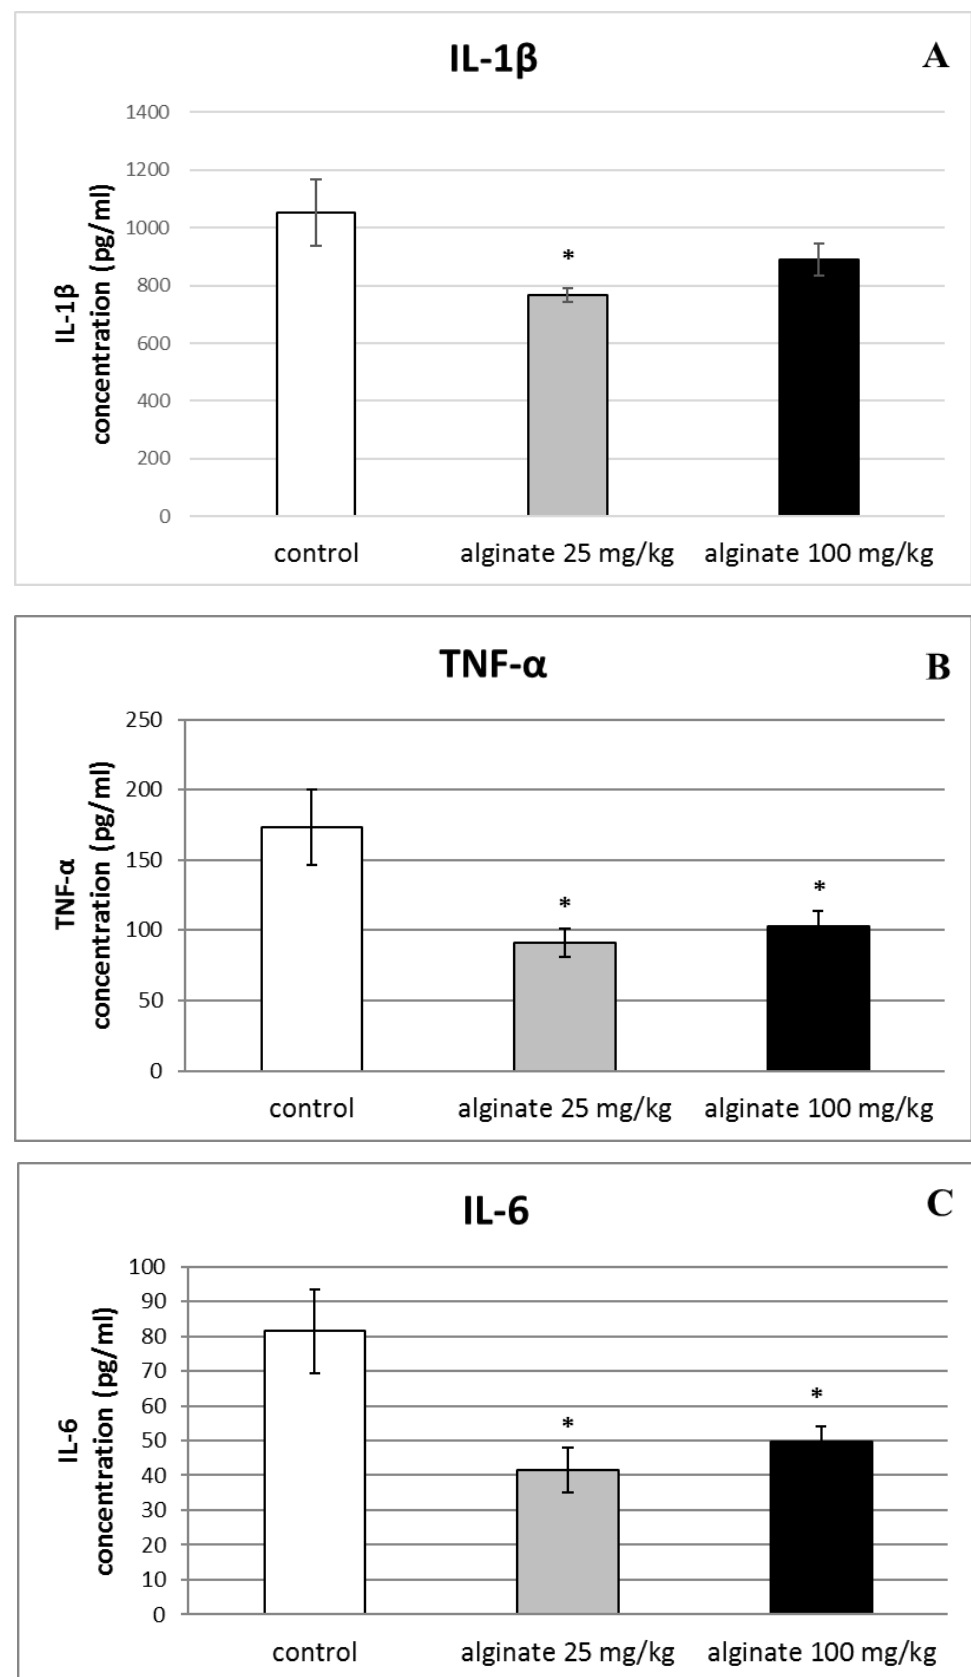 IL-1β
A
IL-1β
concentration (pg/ml)
1400
1200
1000
800
600
400
200
0
*
control
alginate 25 mg/kg
alginate 100 mg/kg
TNF-α
B
TNF-α
concentration (pg/ml)
250
200
150
100
50
0
*
*
control
alginate 25 mg/kg
alginate 100 mg/kg
IL-6
C
IL-6
concentration (pg/ml)
100
90
80
70
60
50
40
30
20
10
0
*
*
control
alginate 25 mg/kg
alginate 100 mg/kg